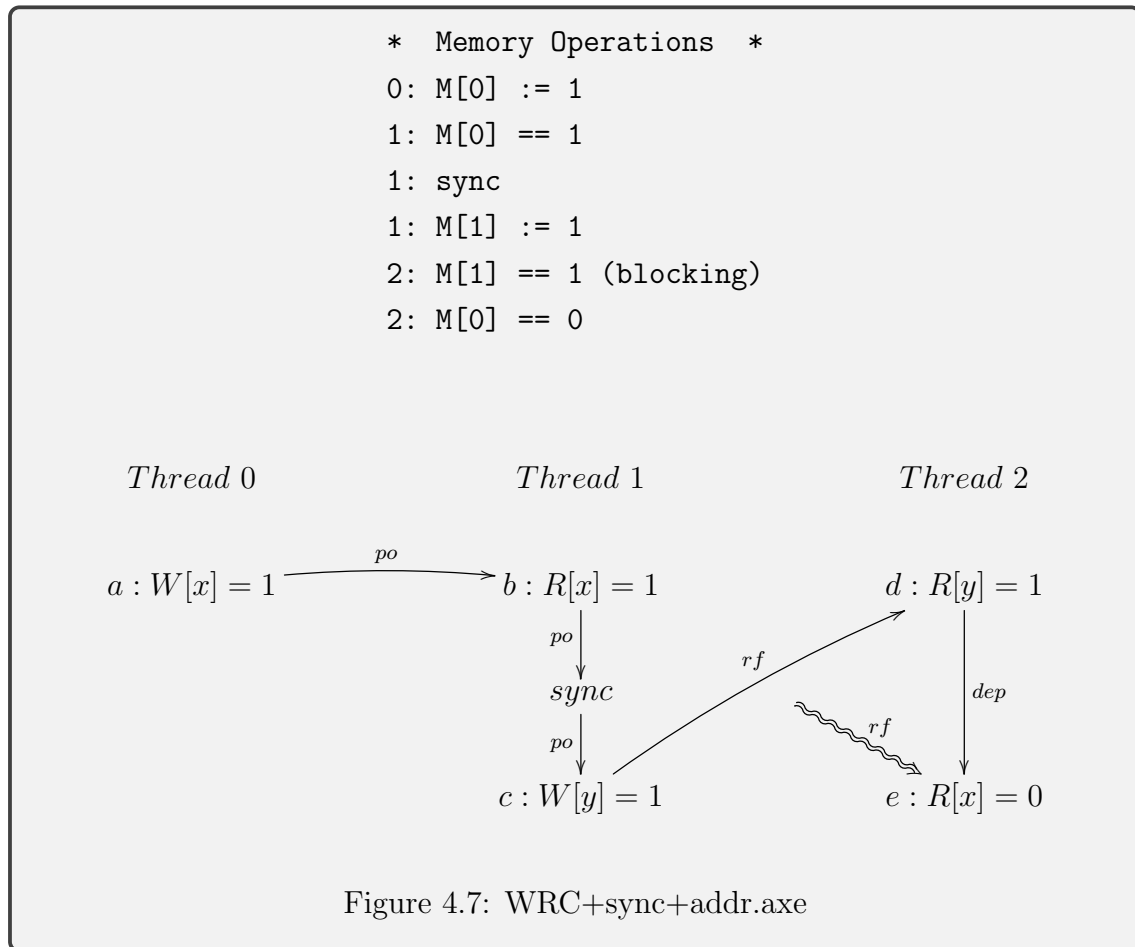 * Memory Operations *
0: M[0] := 1
1: M[0] == 1
1: sync
1: M[1] := 1
2: M[1] == 1 (blocking)
2: M[0] == 0
Thread 0 Thread 1 Thread 2
po
a : W[x] = 1 b : R[x] = 1 d : R[y] = 1
po
rf
sync
dep
rf
po
c : W[y] = 1 e : R[x] = 0
Figure 4.7: WRC+sync+addr.axe